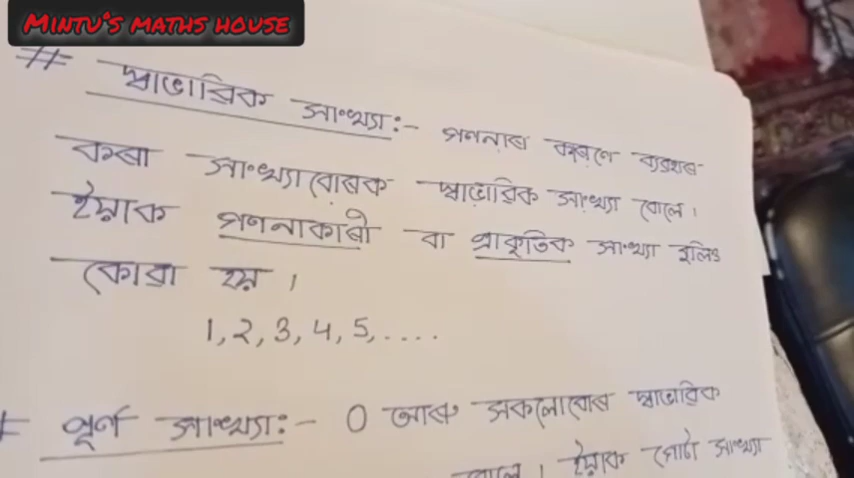 MINTU'S MATHS HOUSE
# স্বাভাৱিক সাংখ্যা :- গণনাৰ কাৰণে ব্যৱহাৰ
কৰা সাংখ্যাবোৰক স্বাভাৱিক সাংখ্যা বোলে।
ইয়াক গণনাকাৰী বা প্ৰাকৃতিক সাংখ্যা বুলিও
কোৱা হয়।
1, 2, 3, 4, 5, ....
# পূৰ্ণ সাংখ্যা :- 0 আৰু সকলোবোৰ স্বাভাৱিক
বোলে। ইয়াক গোটা সাংখ্যা